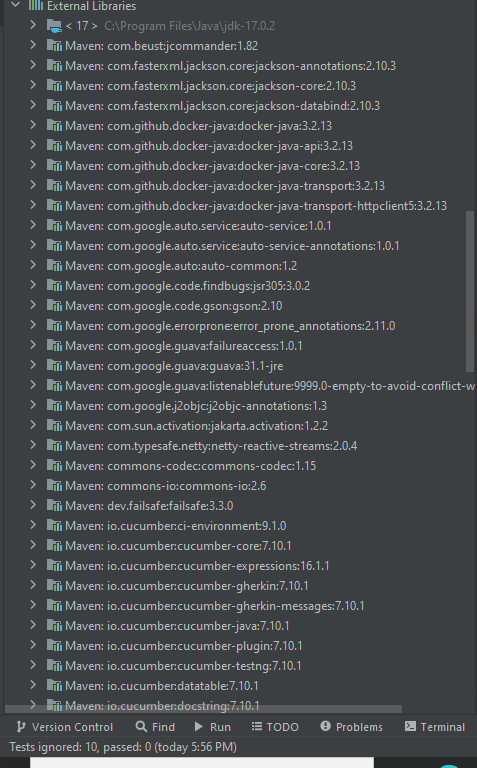 External Libraries
< 17 > C:\Program Files\Java\jdk-17.0.2
Maven: com.beust:jcommander:1.82
Maven: com.fasterxml.jackson.core:jackson-annotations:2.10.3
Maven: com.fasterxml.jackson.core:jackson-core:2.10.3
Maven: com.fasterxml.jackson.core:jackson-databind:2.10.3
Maven: com.github.docker-java:docker-java:3.2.13
Maven: com.github.docker-java:docker-java-api:3.2.13
Maven: com.github.docker-java:docker-java-core:3.2.13
Maven: com.github.docker-java:docker-java-transport:3.2.13
Maven: com.github.docker-java:docker-java-transport-httpclient5:3.2.13
Maven: com.google.auto.service:auto-service:1.0.1
Maven: com.google.auto.service:auto-service-annotations:1.0.1
Maven: com.google.auto:auto-common:1.2
Maven: com.google.code.findbugs:jsr305:3.0.2
Maven: com.google.code.gson:gson:2.10
Maven: com.google.errorprone:error_prone_annotations:2.11.0
Maven: com.google.guava:failureaccess:1.0.1
Maven: com.google.guava:guava:31.1-jre
Maven: com.google.guava:listenablefuture:9999.0-empty-to-avoid-conflict-w
Maven: com.google.j2objc:j2objc-annotations:1.3
Maven: com.sun.activation:jakarta.activation:1.2.2
Maven: com.typesafe.netty:netty-reactive-streams:2.0.4
Maven: commons-codec:commons-codec:1.15
Maven: commons-io:commons-io:2.6
Maven: dev.failsafe:failsafe:3.3.0
Maven: io.cucumber:ci-environment:9.1.0
Maven: io.cucumber:cucumber-core:7.10.1
Maven: io.cucumber:cucumber-expressions:16.1.1
Maven: io.cucumber:cucumber-gherkin:7.10.1
Maven: io.cucumber:cucumber-gherkin-messages:7.10.1
Maven: io.cucumber:cucumber-java:7.10.1
Maven: io.cucumber:cucumber-plugin:7.10.1
Maven: io.cucumber:cucumber-testng:7.10.1
Maven: io.cucumber:datatable:7.10.1
Maven: io.cucumber:docstring:7.10.1
Version Control Find Run TODO Problems Terminal
Tests ignored: 10, passed: 0 (today 5:56 PM)